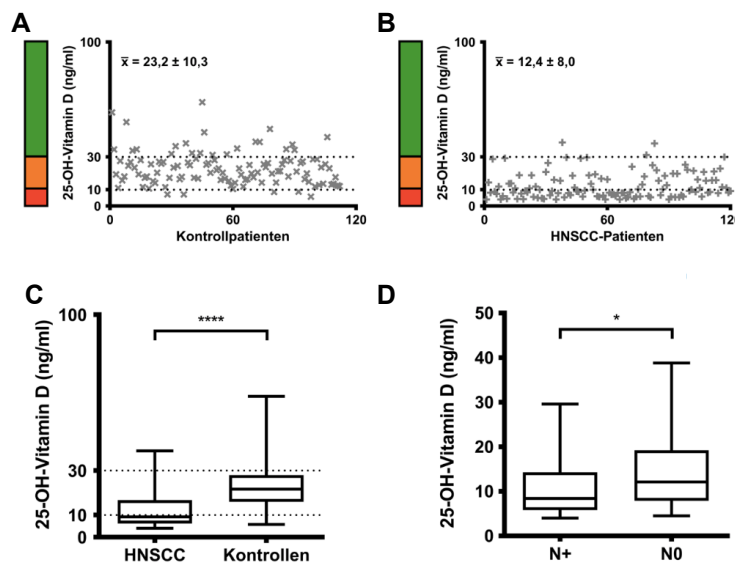 A
100
x̅ = 23,2 ± 10,3
25-OH-Vitamin D (ng/ml)
30
10
0
0
60
120
Kontrollpatienten
B
100
x̅ = 12,4 ± 8,0
25-OH-Vitamin D (ng/ml)
30
10
0
0
60
120
HNSCC-Patienten
C
100
****
25-OH-Vitamin D (ng/ml)
30
10
0
HNSCC
Kontrollen
D
50
*
40
25-OH-Vitamin D (ng/ml)
30
20
10
0
N+
N0